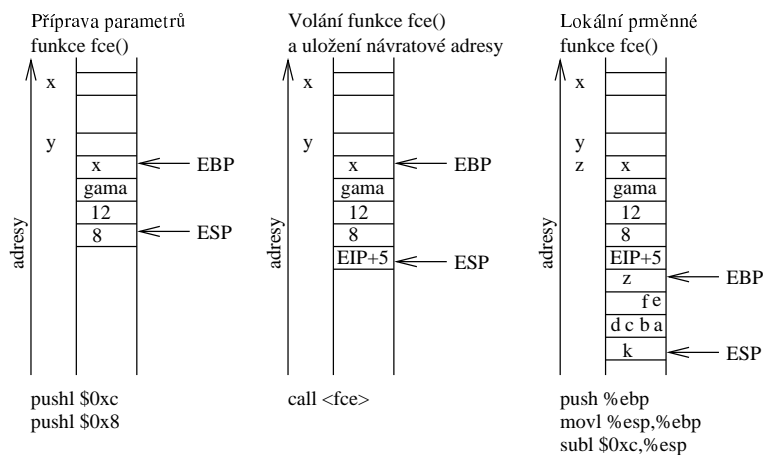 Příprava parametrů
funkce fce()
x
y
x
EBP
gama
12
8
ESP
adresy
pushl $0xc
pushl $0x8
Volání funkce fce()
a uložení návratové adresy
x
y
x
EBP
gama
12
8
EIP+5
ESP
adresy
call <fce>
Lokální prměnné
funkce fce()
x
y
z
x
gama
12
8
EIP+5
z
EBP
f e
d c b a
k
ESP
adresy
push %ebp
movl %esp,%ebp
subl $0xc,%esp